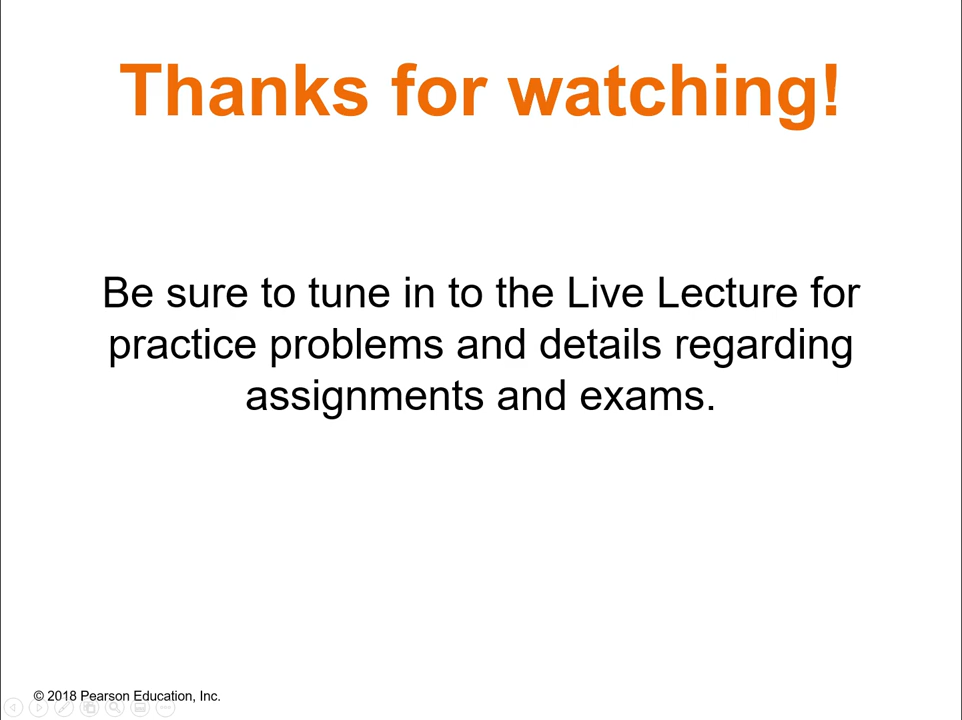 Thanks for watching!
Be sure to tune in to the Live Lecture for
practice problems and details regarding
assignments and exams.
© 2018 Pearson Education, Inc.